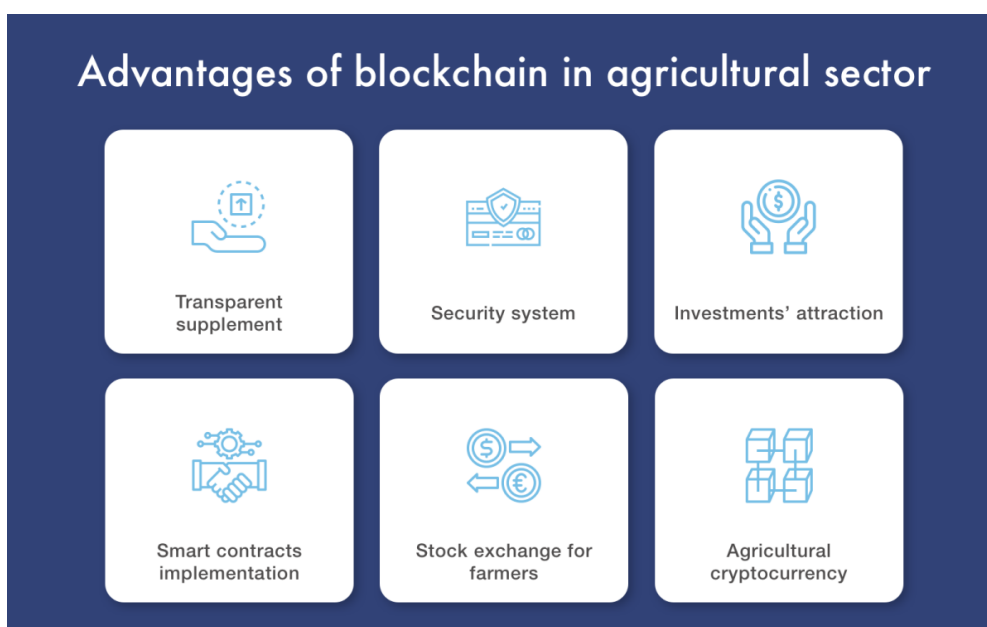 Advantages of blockchain in agricultural sector
Transparent
supplement
Security system
Investments’ attraction
Smart contracts
implementation
Stock exchange for
farmers
Agricultural
cryptocurrency